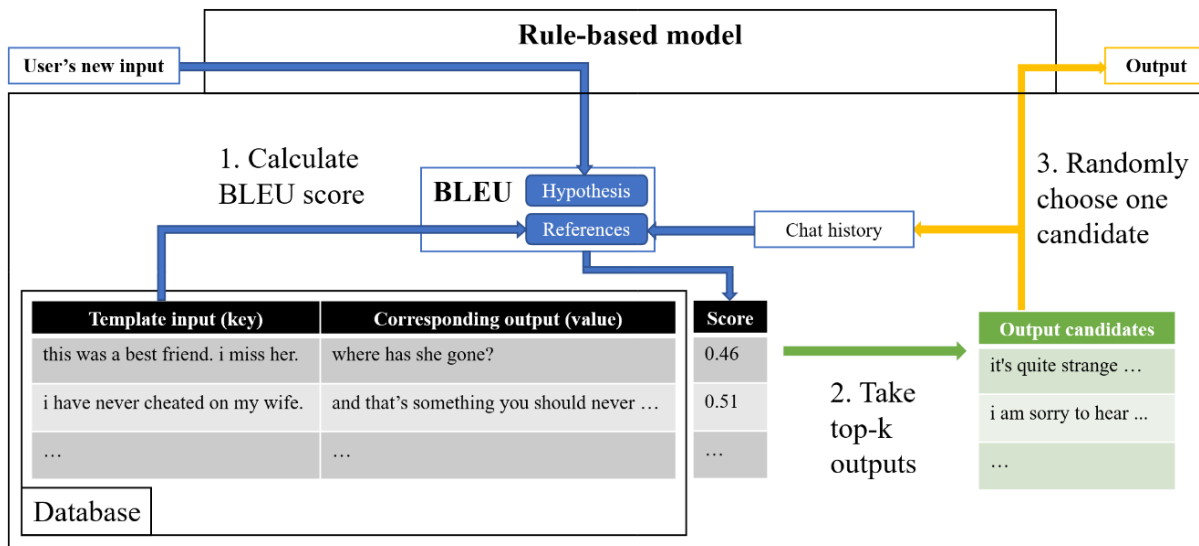 Rule-based model
User's new input
Output
1. Calculate
BLEU score
BLEU
Hypothesis
References
Chat history
3. Randomly
choose one
candidate
Template input (key)
Corresponding output (value)
Score
this was a best friend. i miss her.
where has she gone?
0.46
i have never cheated on my wife.
and that’s something you should never …
0.51
…
…
…
Database
2. Take
top-k
outputs
Output candidates
it's quite strange …
i am sorry to hear ...
…